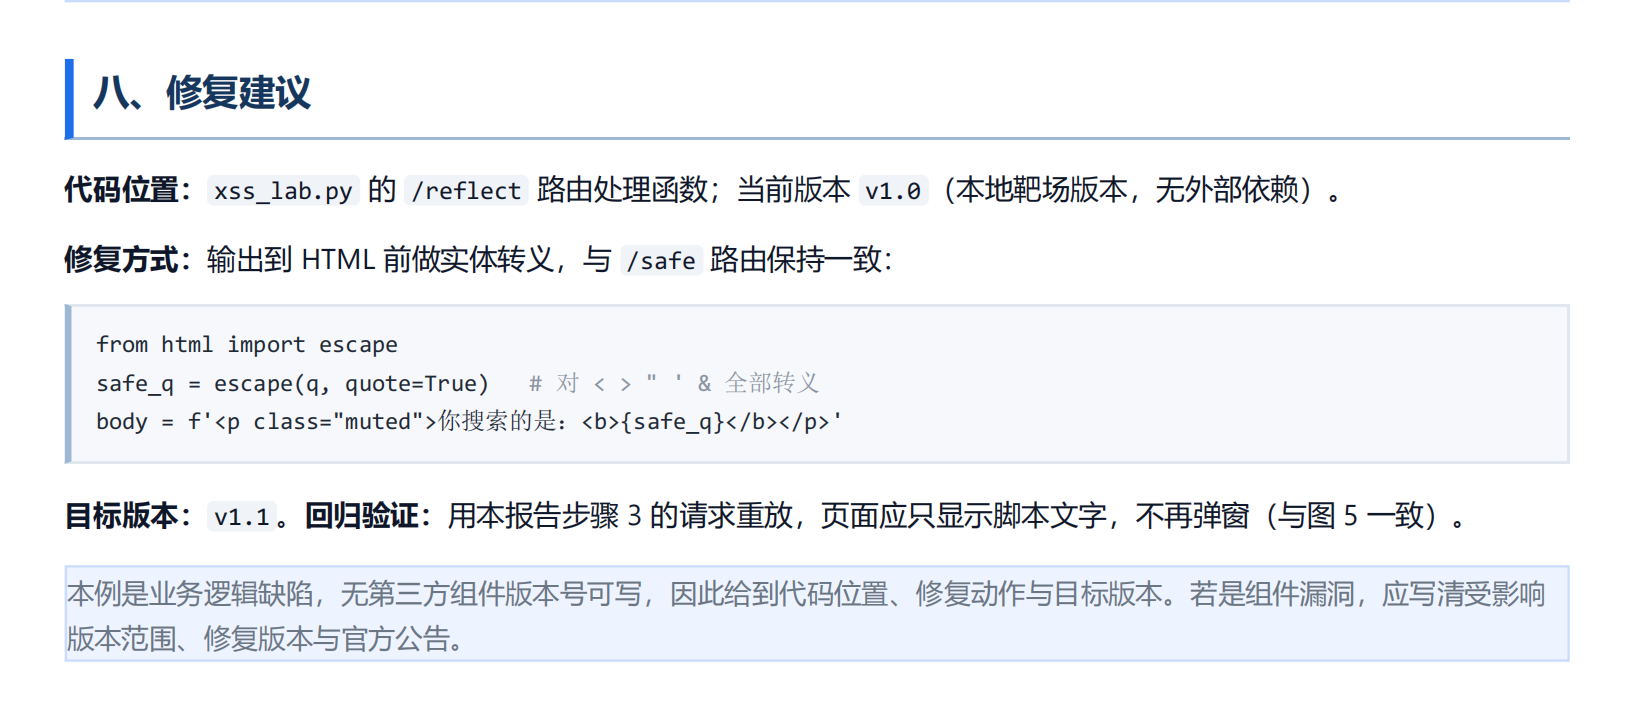 八、修复建议
代码位置：xss_lab.py 的 /reflect 路由处理函数；当前版本 v1.0（本地靶场版本，无外部依赖）。
修复方式：输出到 HTML 前做实体转义，与 /safe 路由保持一致：
from html import escape
safe_q = escape(q, quote=True)   # 对 < > " ' & 全部转义
body = f'<p class="muted">你搜索的是：<b>{safe_q}</b></p>'
目标版本：v1.1。回归验证：用本报告步骤 3 的请求重放，页面应只显示脚本文字，不再弹窗（与图 5 一致）。
本例是业务逻辑缺陷，无第三方组件版本号可写，因此给到代码位置、修复动作与目标版本。若是组件漏洞，应写清受影响
版本范围、修复版本与官方公告。